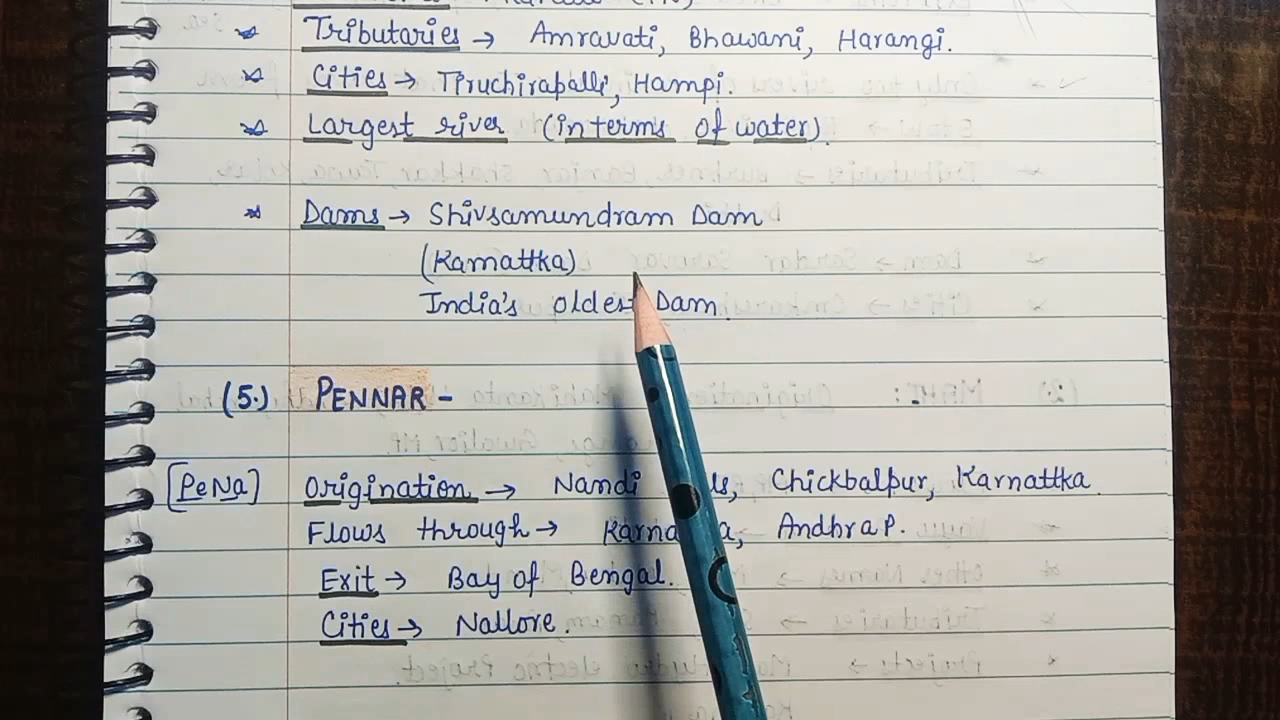 * Tributaries → Amravati, Bhawani, Harangi.
* Cities → Tiruchirapalli, Hampi.
* Largest river (in terms of water).
* Dams → Shivsamundram Dam
(Karnattka)
India's oldest Dam.
(5.) PENNAR -
[PeNa] Origination → Nandi Chickbalpur, Karnattka
Flows through → Andhra P.
Exit → Bay of Bengal.
Cities → Nallore.